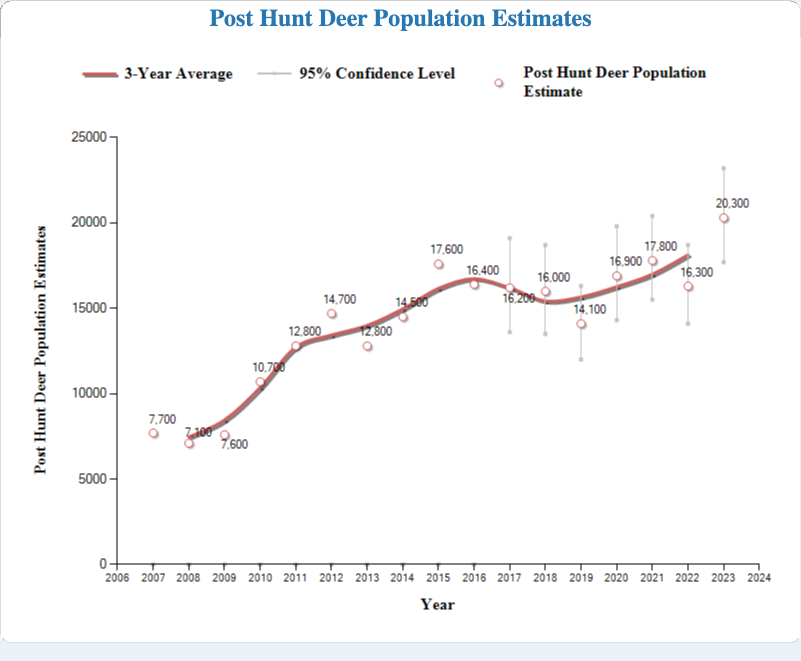 Post Hunt Deer Population Estimates
3-Year Average
95% Confidence Level
Post Hunt Deer Population
Estimate
25000
20000
15000
10000
5000
0
Post Hunt Deer Population Estimates
7,700
7,100
7,600
10,700
12,800
14,700
12,800
14,500
17,600
16,400
16,200
16,000
14,100
16,900
17,800
16,300
20,300
2006 2007 2008 2009 2010 2011 2012 2013 2014 2015 2016 2017 2018 2019 2020 2021 2022 2023 2024
Year